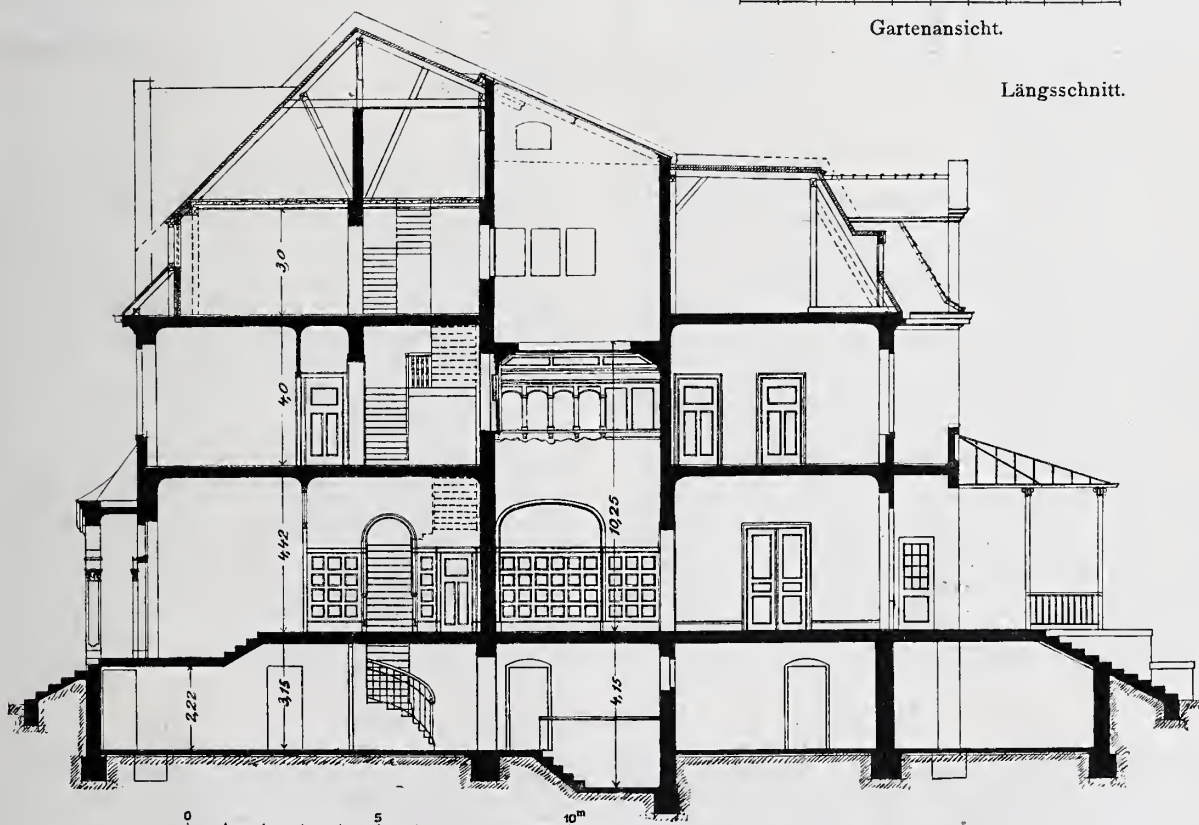 Gartenansicht.
Längsschnitt.
3,0
4,0
4,42
10,25
2,22
3,15
4,15
0 5 10ᵐ